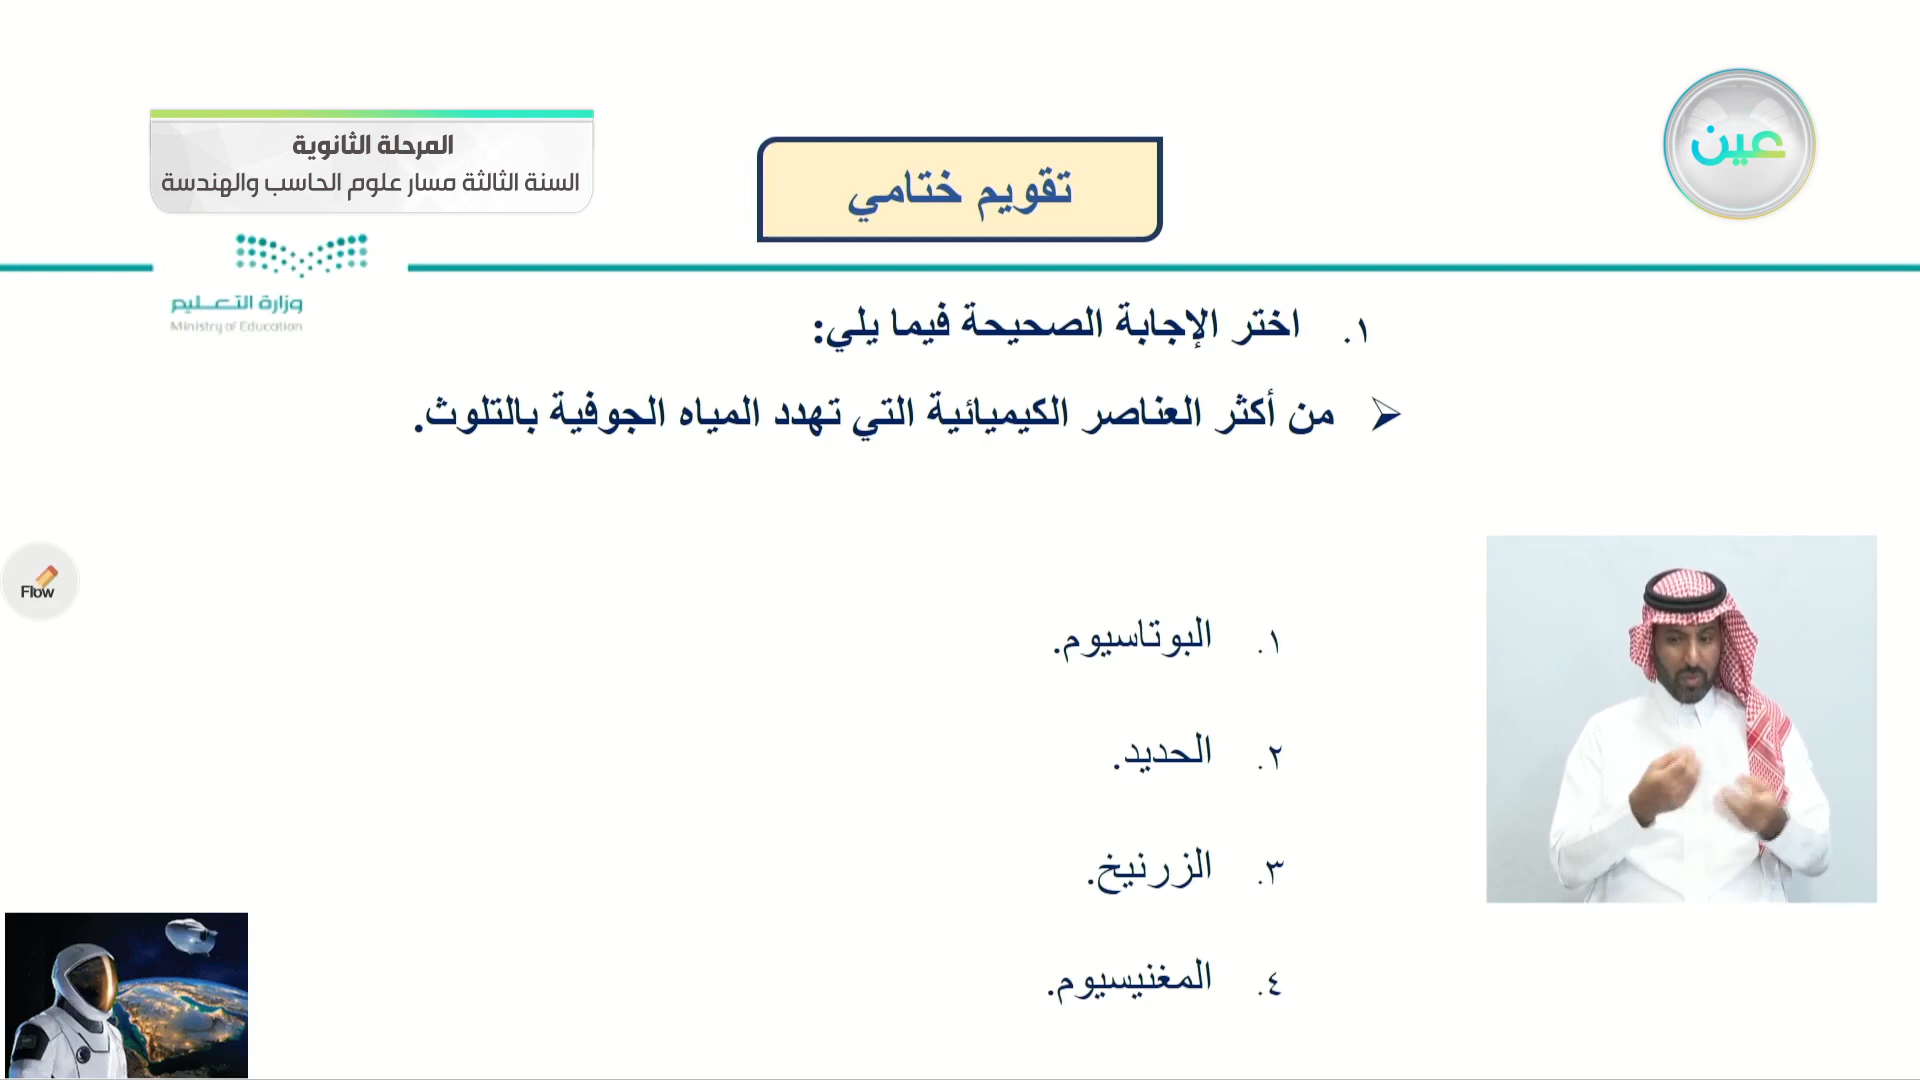 المرحلة الثانوية
السنة الثالثة مسار علوم الحاسب والهندسة
عين
تقويم ختامي
وزارة التعـــليم
Ministry of Education
١. اختر الإجابة الصحيحة فيما يلي:
من أكثر العناصر الكيميائية التي تهدد المياه الجوفية بالتلوث.
Flow
١. البوتاسيوم.
٢. الحديد.
٣. الزرنيخ.
٤. المغنيسيوم.